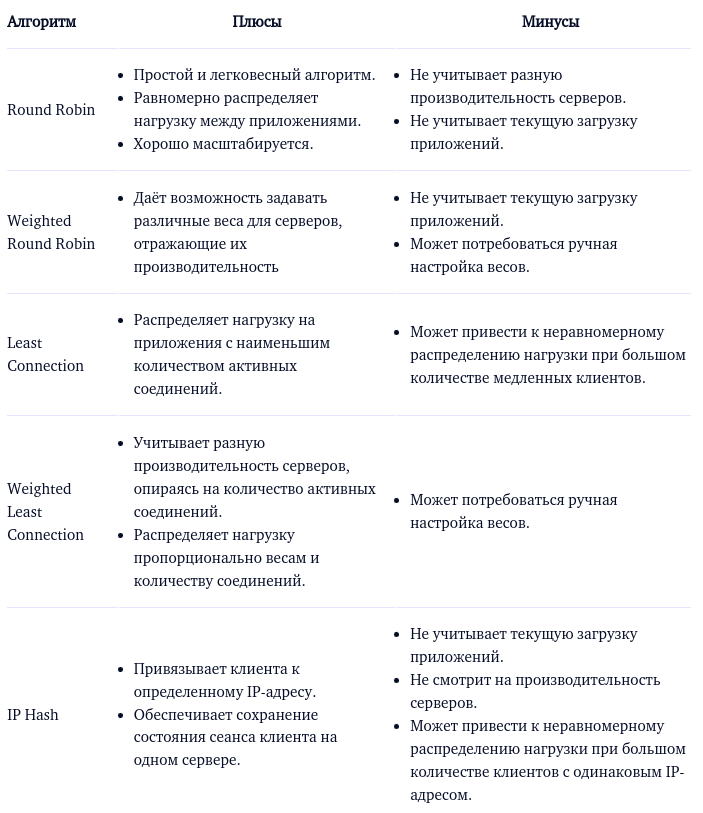 Алгоритм Плюсы Минусы
Round Robin
• Простой и легковесный алгоритм.
• Равномерно распределяет
нагрузку между приложениями.
• Хорошо масштабируется.
• Не учитывает разную
производительность серверов.
• Не учитывает текущую загрузку
приложений.
Weighted
Round Robin
• Даёт возможность задавать
различные веса для серверов,
отражающие их
производительность
• Не учитывает текущую загрузку
приложений.
• Может потребоваться ручная
настройка весов.
Least
Connection
• Распределяет нагрузку на
приложения с наименьшим
количеством активных
соединений.
• Может привести к неравномерному
распределению нагрузки при большом
количестве медленных клиентов.
Weighted
Least
Connection
• Учитывает разную
производительность серверов,
опираясь на количество активных
соединений.
• Распределяет нагрузку
пропорционально весам и
количеству соединений.
• Может потребоваться ручная
настройка весов.
IP Hash
• Привязывает клиента к
определенному IP-адресу.
• Обеспечивает сохранение
состояния сеанса клиента на
одном сервере.
• Не учитывает текущую загрузку
приложений.
• Не смотрит на производительность
серверов.
• Может привести к неравномерному
распределению нагрузки при большом
количестве клиентов с одинаковым IP-
адресом.